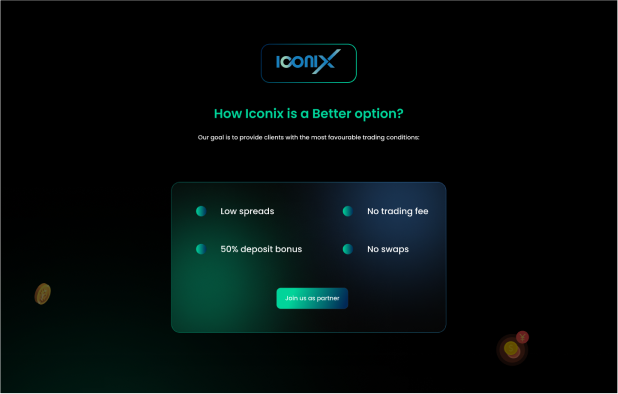 ICONIX
How Iconix is a Better option?
Our goal is to provide clients with the most favourable trading conditions:
Low spreads
No trading fee
50% deposit bonus
No swaps
Join us as partner